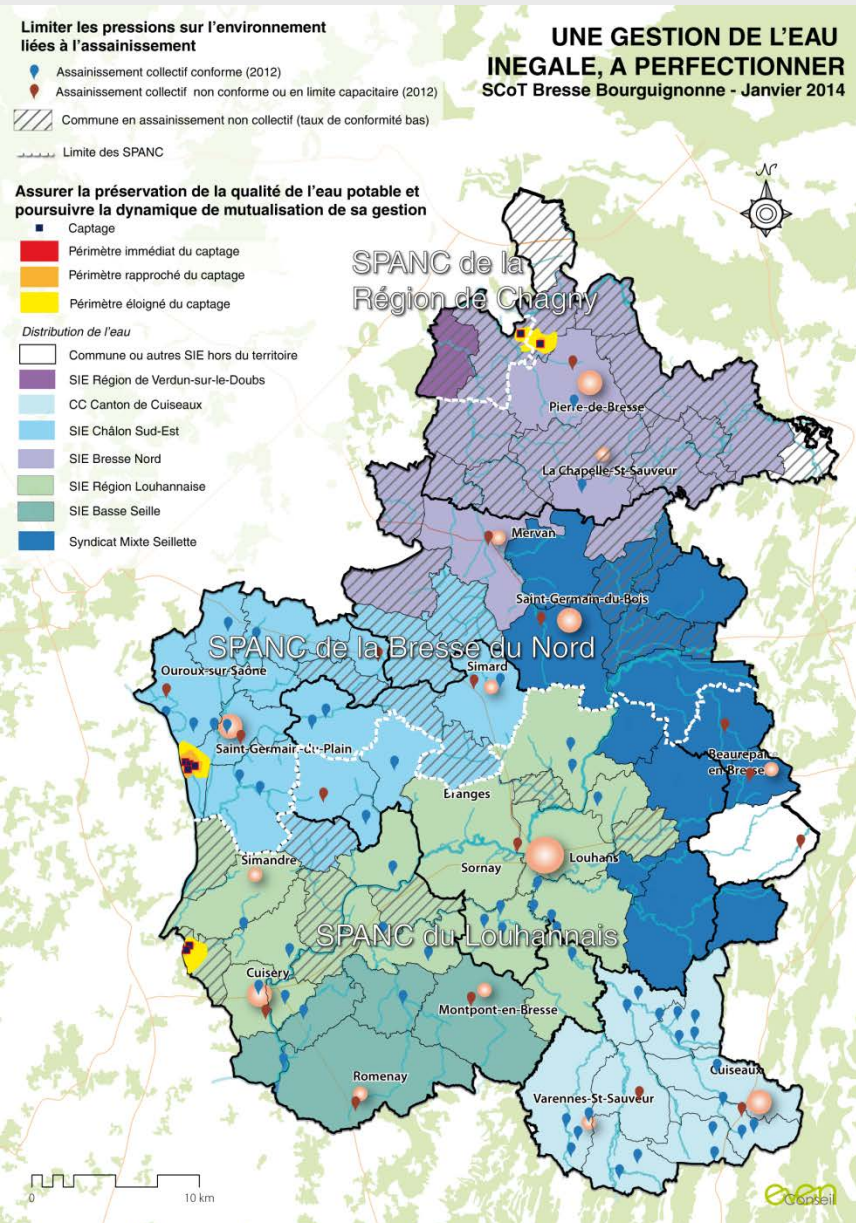 Limiter les pressions sur l'environnement
liées à l'assainissement
Assainissement collectif conforme (2012)
Assainissement collectif non conforme ou en limite capacitaire (2012)
Commune en assainissement non collectif (taux de conformité bas)
Limite des SPANC
UNE GESTION DE L'EAU
INEGALE, A PERFECTIONNER
SCoT Bresse Bourguignonne - Janvier 2014
N
Assurer la préservation de la qualité de l'eau potable et
poursuivre la dynamique de mutualisation de sa gestion
Captage
Périmètre immédiat du captage
Périmètre rapproché du captage
Périmètre éloigné du captage
Distribution de l'eau
Commune ou autres SIE hors du territoire
SIE Région de Verdun-sur-le-Doubs
CC Canton de Cuiseaux
SIE Châlon Sud-Est
SIE Bresse Nord
SIE Région Louhannaise
SIE Basse Seille
Syndicat Mixte Seillette
SPANC de la
Région de Chagny
Pierre-de-Bresse
La Chapelle-St-Sauveur
Mervan
Saint-Germain-du-Bois
SPANC de la Bresse du Nord
Ouroux-sur-Saône
Simard
Saint-Germain-du-Plain
Beaurepaire
en-Bresse
Branges
Simandre
Sornay
Louhans
SPANC du Louhannais
Cuisery
Montpont-en-Bresse
Romenay
Varennes-St-Sauveur
Cuiseaux
0
10 km
even
Conseil